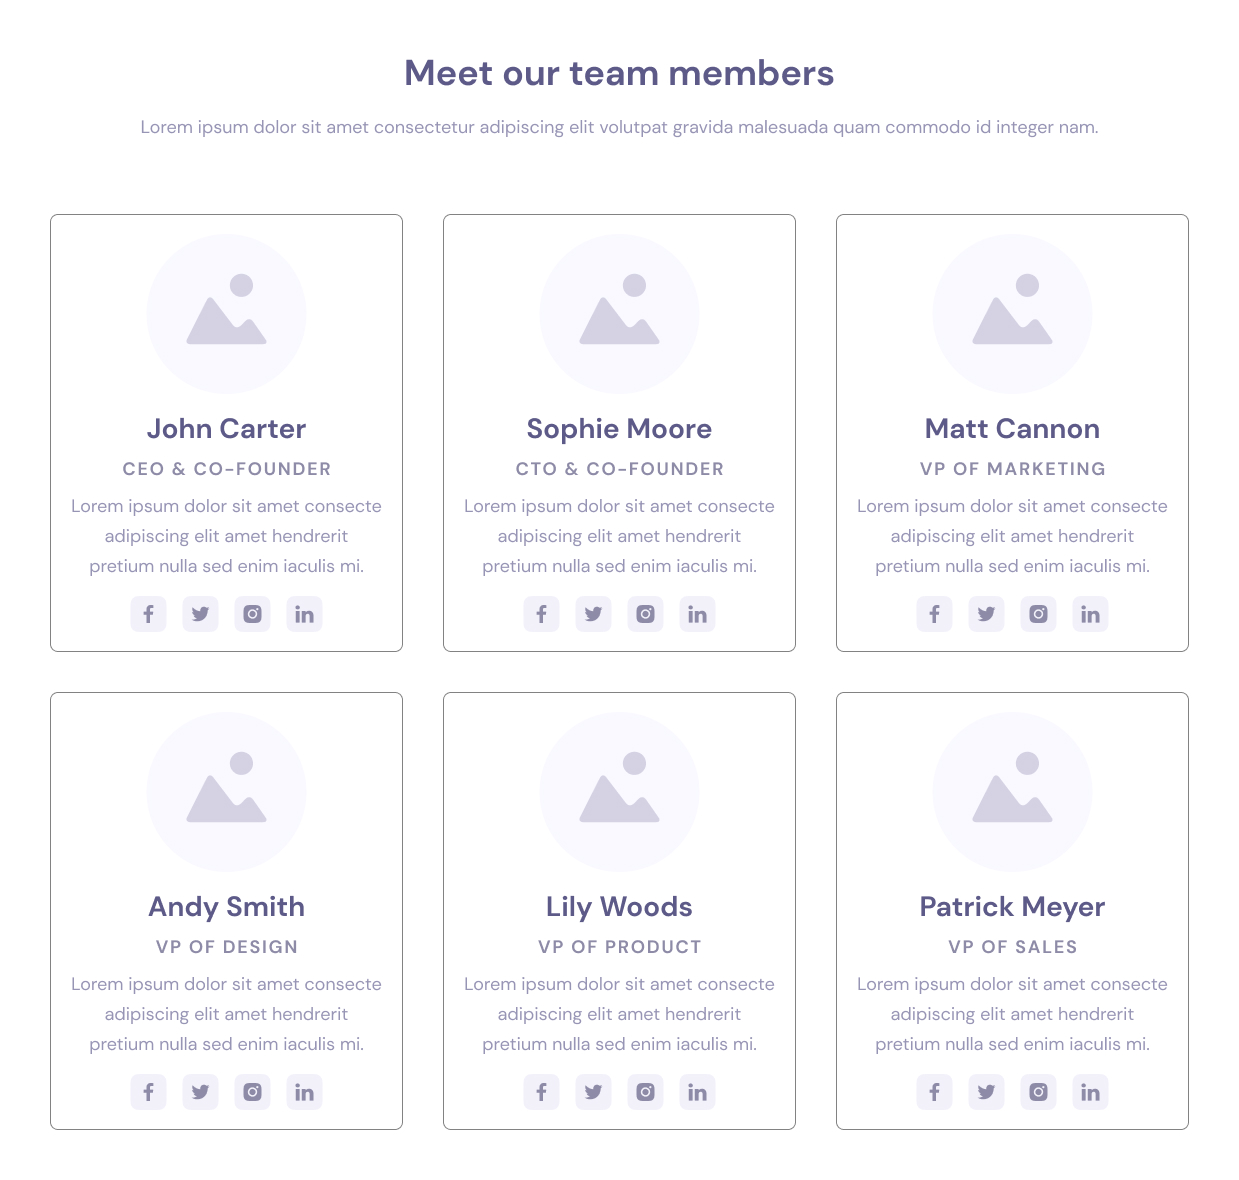 Meet our team members
Lorem ipsum dolor sit amet consectetur adipiscing elit volutpat gravida malesuada quam commodo id integer nam.
John Carter
CEO & CO-FOUNDER
Lorem ipsum dolor sit amet consecte
adipiscing elit amet hendrerit
pretium nulla sed enim iaculis mi.
Sophie Moore
CTO & CO-FOUNDER
Lorem ipsum dolor sit amet consecte
adipiscing elit amet hendrerit
pretium nulla sed enim iaculis mi.
Matt Cannon
VP OF MARKETING
Lorem ipsum dolor sit amet consecte
adipiscing elit amet hendrerit
pretium nulla sed enim iaculis mi.
Andy Smith
VP OF DESIGN
Lorem ipsum dolor sit amet consecte
adipiscing elit amet hendrerit
pretium nulla sed enim iaculis mi.
Lily Woods
VP OF PRODUCT
Lorem ipsum dolor sit amet consecte
adipiscing elit amet hendrerit
pretium nulla sed enim iaculis mi.
Patrick Meyer
VP OF SALES
Lorem ipsum dolor sit amet consecte
adipiscing elit amet hendrerit
pretium nulla sed enim iaculis mi.